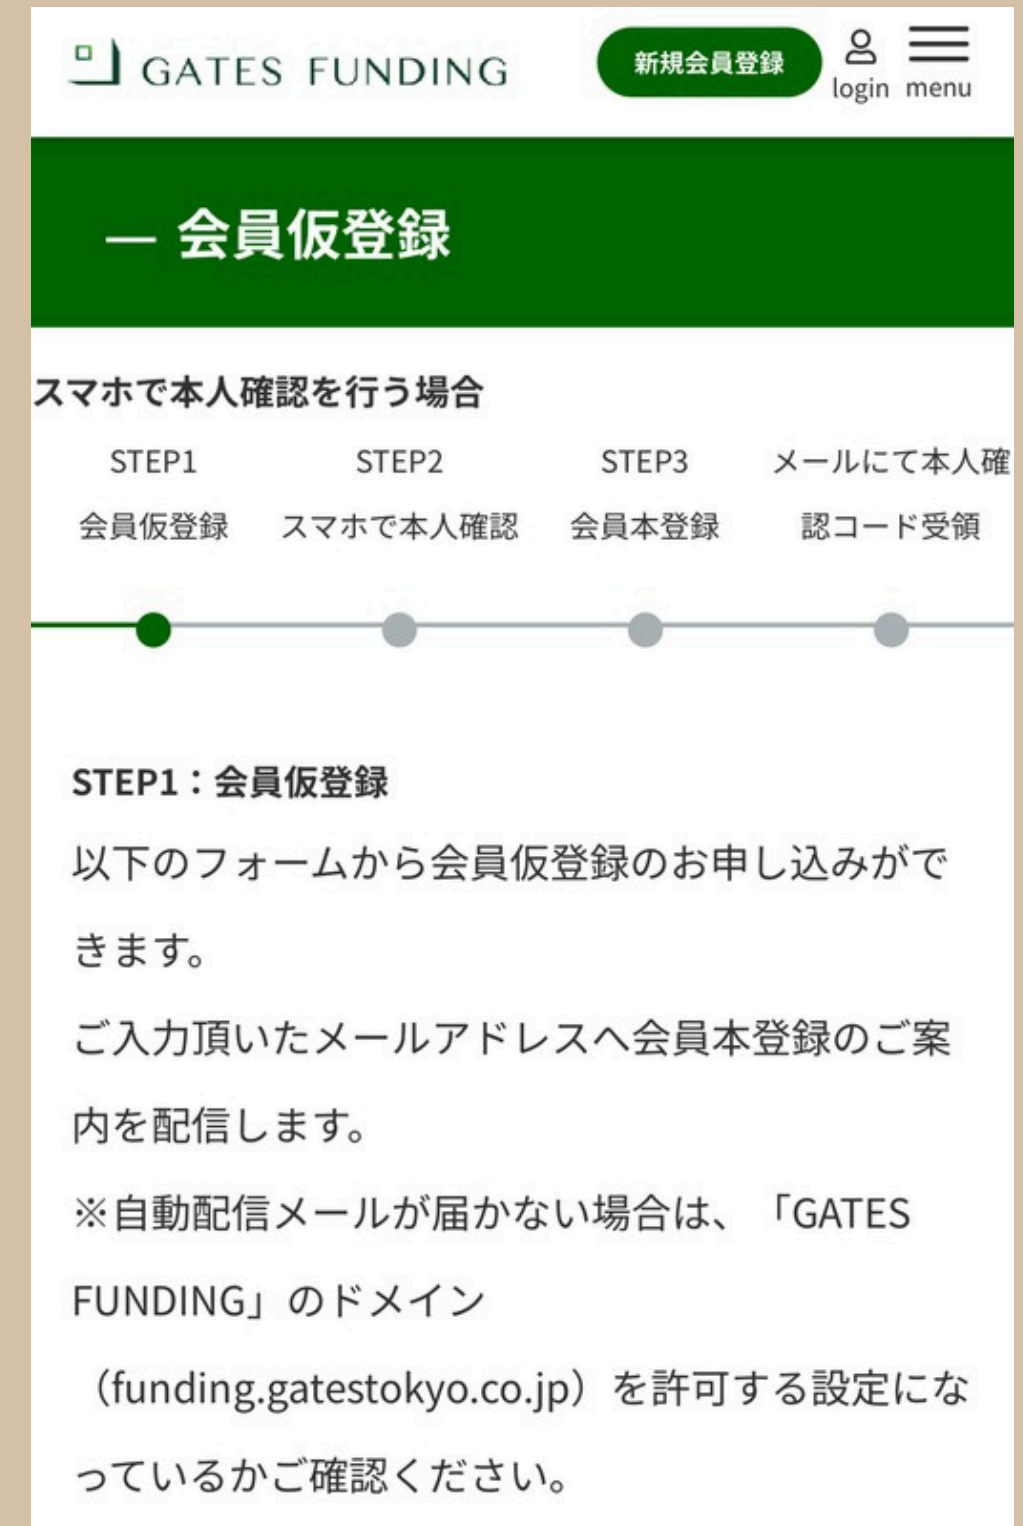 GATES FUNDING
新規会員登録
login
menu
— 会員仮登録
スマホで本人確認を行う場合
STEP1
会員仮登録
STEP2
スマホで本人確認
STEP3
会員本登録
メールにて本人確
認コード受領
STEP1：会員仮登録
以下のフォームから会員仮登録のお申し込みがで
きます。
ご入力頂いたメールアドレスへ会員本登録のご案
内を配信します。
※自動配信メールが届かない場合は、「GATES
FUNDING」のドメイン
（funding.gatestokyo.co.jp）を許可する設定にな
っているかご確認ください。